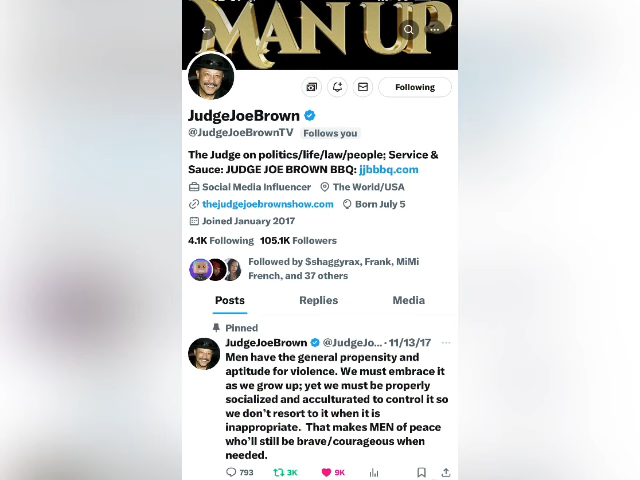 MAN UP
Following
JudgeJoeBrown
@JudgeJoeBrownTV Follows you
The Judge on politics/life/law/people; Service &
Sauce: JUDGE JOE BROWN BBQ: jjbbq.com
Social Media Influencer The World/USA
thejudgejoebrownshow.com Born July 5
Joined January 2017
4.1K Following 105.1K Followers
Followed by $shaggyrax, Frank, MiMi
French, and 37 others
Posts Replies Media
Pinned
JudgeJoeBrown @JudgeJo... · 11/13/17
Men have the general propensity and
aptitude for violence. We must embrace it
as we grow up; yet we must be properly
socialized and acculturated to control it so
we don't resort to it when it is
inappropriate. That makes MEN of peace
who'll still be brave/courageous when
needed.
793 3K 9K